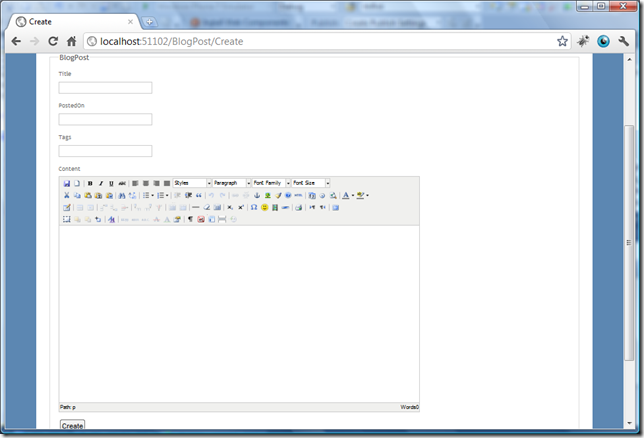 Create
localhost:51102/BlogPost/Create
BlogPost
Title
PostedOn
Tags
Content
Styles Paragraph Font Family Font Size
Path: p Words:0
Create